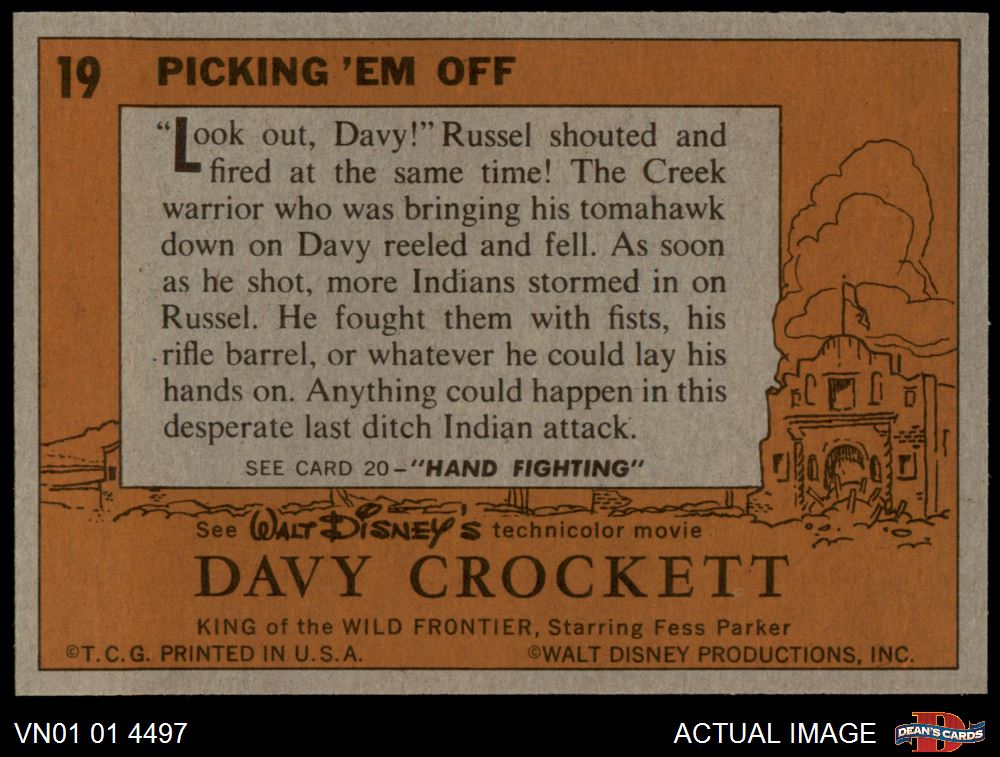 19 PICKING 'EM OFF
"Look out, Davy!" Russel shouted and
fired at the same time! The Creek
warrior who was bringing his tomahawk
down on Davy reeled and fell. As soon
as he shot, more Indians stormed in on
Russel. He fought them with fists, his
rifle barrel, or whatever he could lay his
hands on. Anything could happen in this
desperate last ditch Indian attack.
SEE CARD 20-"HAND FIGHTING"
See WALT DISNEY'S technicolor movie
DAVY CROCKETT
KING of the WILD FRONTIER, Starring Fess Parker
©T.C.G. PRINTED IN U.S.A. ©WALT DISNEY PRODUCTIONS, INC.
VN01 01 4497 ACTUAL IMAGE D DEAN'S CARDS